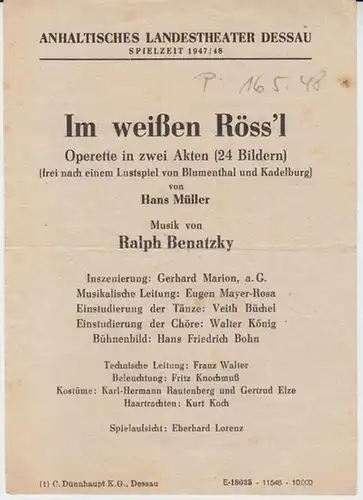 ANHALTISCHES LANDESTHEATER DESSAU
SPIELZEIT 1947/48
P. 16 5. 48
Im weißen Röss'l
Operette in zwei Akten (24 Bildern)
(frei nach einem Lustspiel von Blumenthal und Kadelburg)
von
Hans Müller
Musik von
Ralph Benatzky
Inszenierung: Gerhard Marion, a. G.
Musikalische Leitung: Eugen Mayer-Rosa
Einstudierung der Tänze: Veith Büchel
Einstudierung der Chöre: Walter König
Bühnenbild: Hans Friedrich Bohn
Technische Leitung: Franz Walter
Beleuchtung: Fritz Knochmuß
Kostüme: Karl-Hermann Rautenberg und Gertrud Elze
Haartrachten: Kurt Koch
Spielaufsicht: Eberhard Lorenz
(1) C. Dünnhaupt K.G., Dessau E-18035 - 11548 - 10000